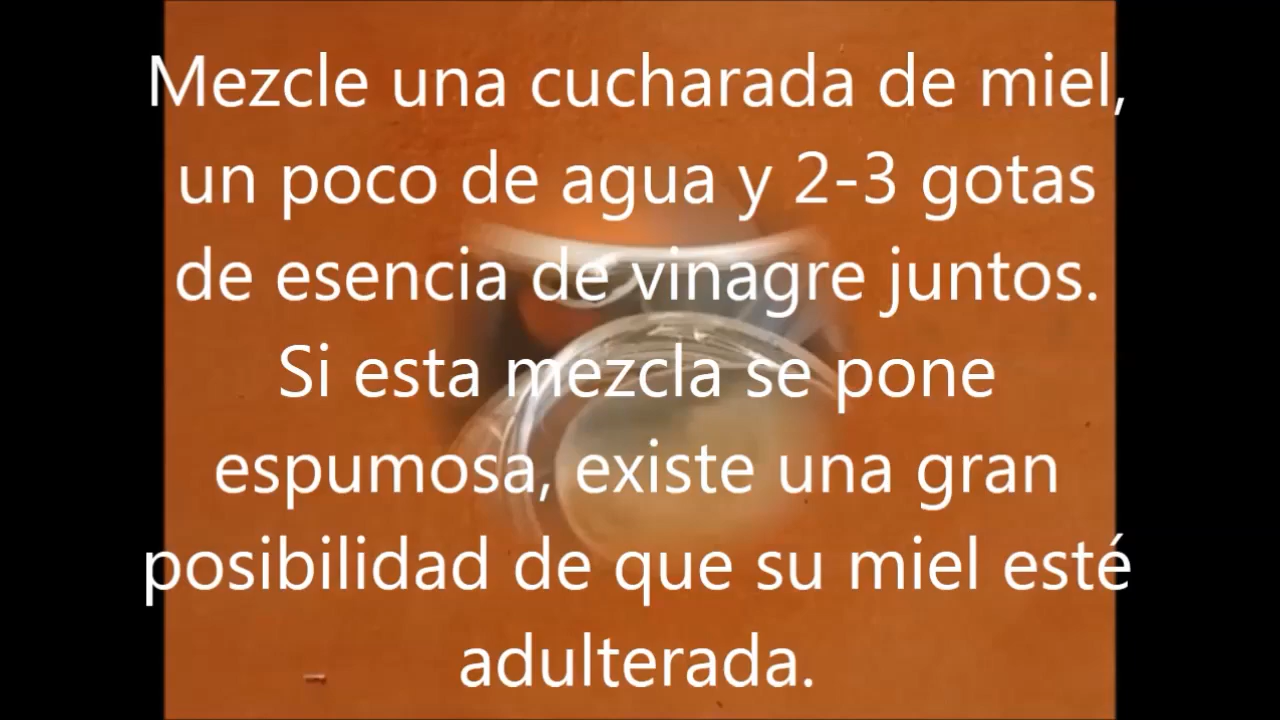 Mezcle una cucharada de miel,
un poco de agua y 2-3 gotas
de esencia de vinagre juntos.
Si esta mezcla se pone
espumosa, existe una gran
posibilidad de que su miel esté
adulterada.